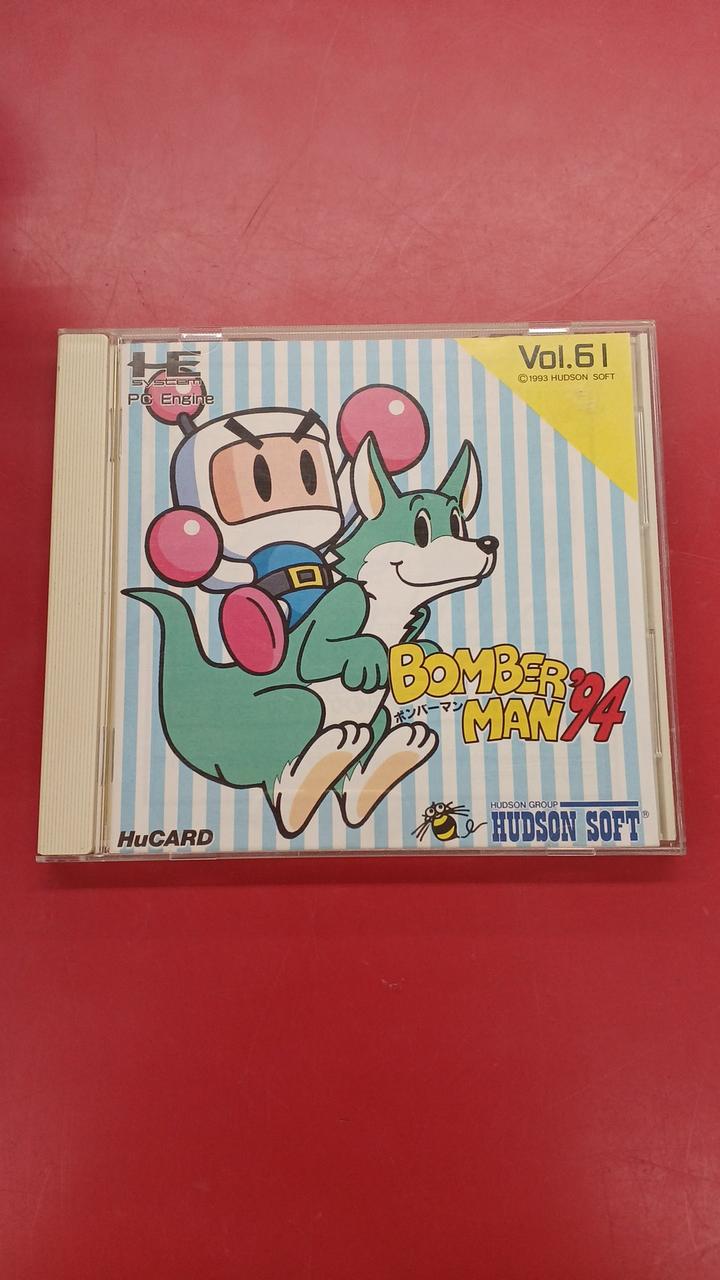 HE
SYSTEM
PC Engine
Vol.61
©1993 HUDSON SOFT
BOMBER
MAN '94
ボンバーマン
HuCARD
HUDSON GROUP
HUDSON SOFT®